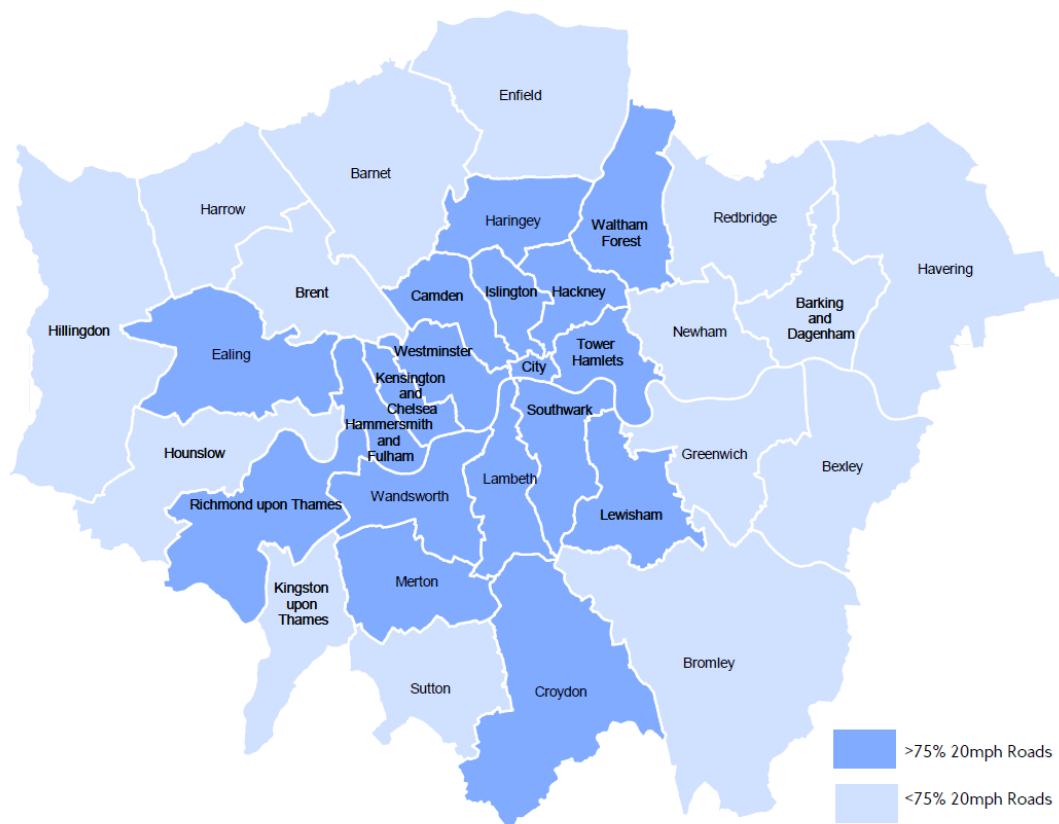 Enfield
Barnet
Harrow
Haringey
Waltham
Forest
Redbridge
Havering
Brent
Camden
Islington
Hackney
Hillingdon
Barking
and
Dagenham
Newham
Ealing
Westminster
Tower
Hamlets
City
Kensington
and
Chelsea
Southwark
Hammersmith
and
Fulham
Hounslow
Greenwich
Bexley
Lambeth
Wandsworth
Richmond upon Thames
Lewisham
Merton
Kingston
upon
Thames
Bromley
Sutton
Croydon
>75% 20mph Roads
<75% 20mph Roads